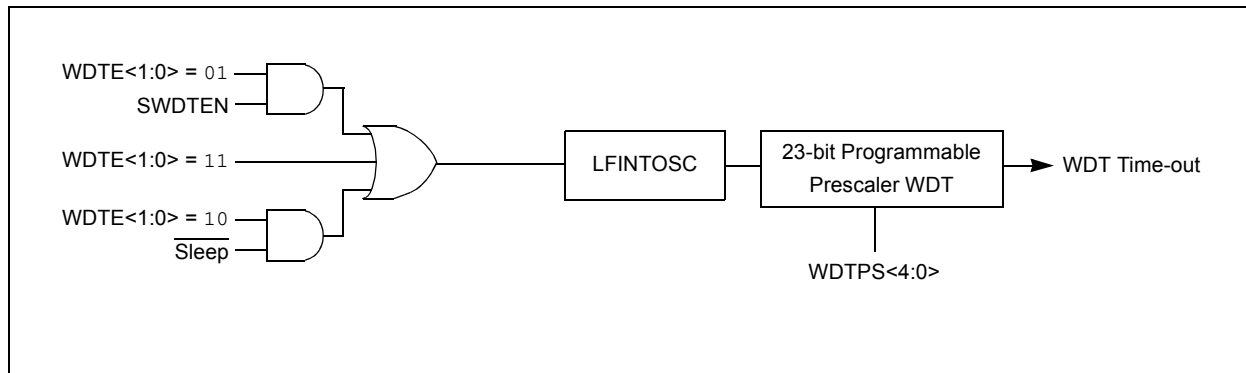 WDTE<1:0> = 01
SWDTEN
WDTE<1:0> = 11
WDTE<1:0> = 10
Sleep
LFINTOSC
23-bit Programmable
Prescaler WDT
WDT Time-out
WDTPS<4:0>